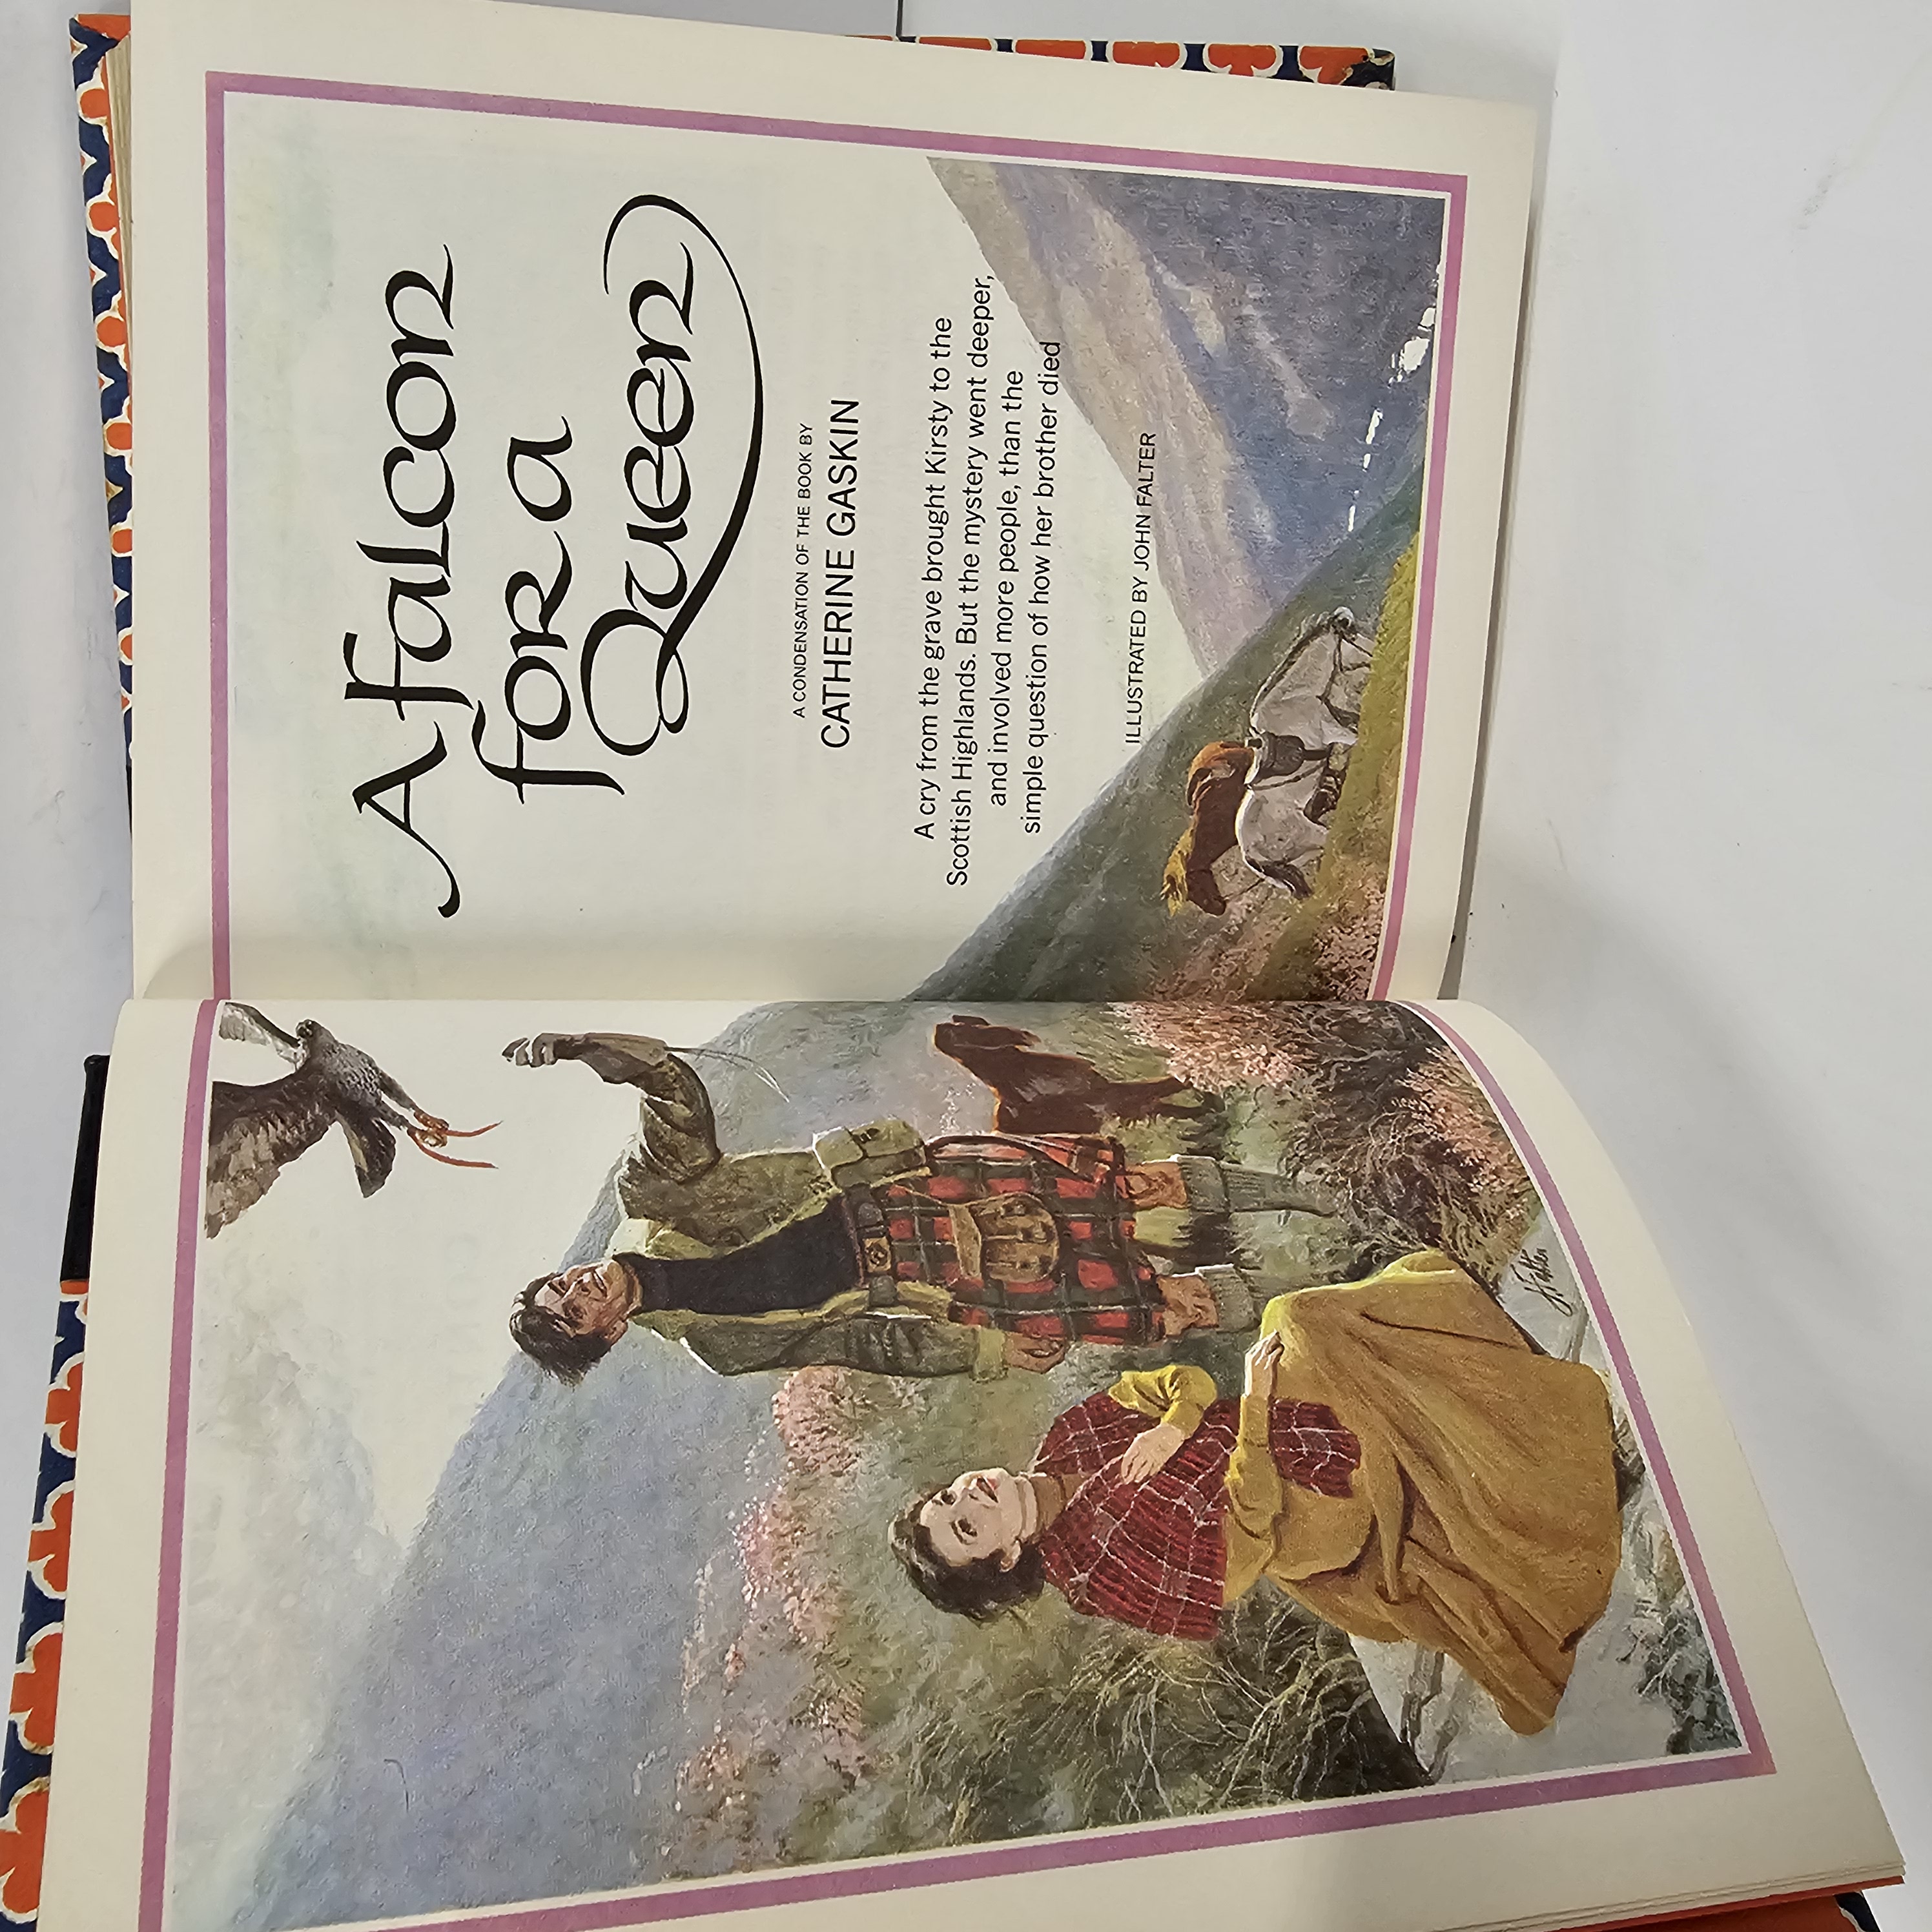 A Falcon
for a
Queen
A CONDENSATION OF THE BOOK BY
CATHERINE GASKIN
A cry from the grave brought Kirsty to the
Scottish Highlands. But the mystery went deeper,
and involved more people, than the
simple question of how her brother died
ILLUSTRATED BY JOHN FALTER
J. Falter